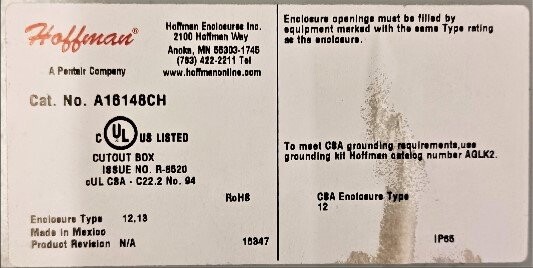 Hoffman®
A Pentair Company
Hoffman Enclosures Inc.
2100 Hoffman Way
Anoka, MN 55303-1745
(763) 422-2211 Tel
www.hoffmanonline.com
Cat. No. A16148CH
C UL US LISTED
CUTOUT BOX
ISSUE NO. R-8520
cUL CSA - C22.2 No. 94
RoHS
Enclosure Type 12,13
Made in Mexico
Product Revision N/A
16347
Enclosure openings must be filled by
equipment marked with the same Type rating
as the enclosure.
To meet CSA grounding requirements,use
grounding kit Hoffman catalog number AGLK2.
CSA Enclosure Type
12
IP65